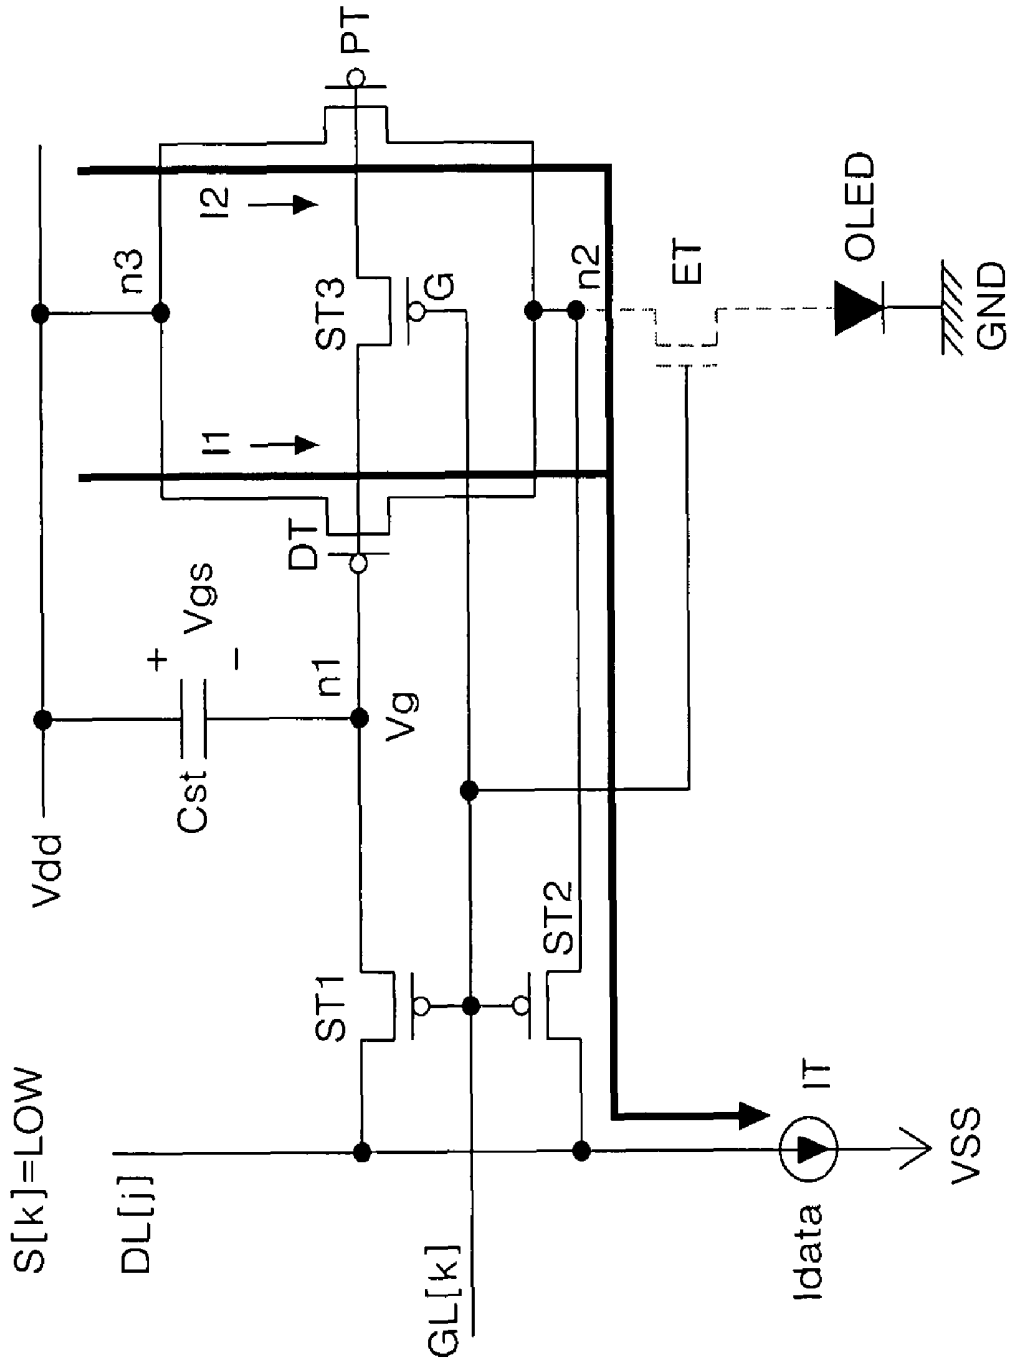 S[k]=LOW
DL[j]
GL[k]
Vdd
Cst
+
Vgs
-
n1
Vg
ST1
ST2
DT
I1
I2
n3
ST3
G
PT
n2
ET
OLED
GND
Idata
IT
VSS